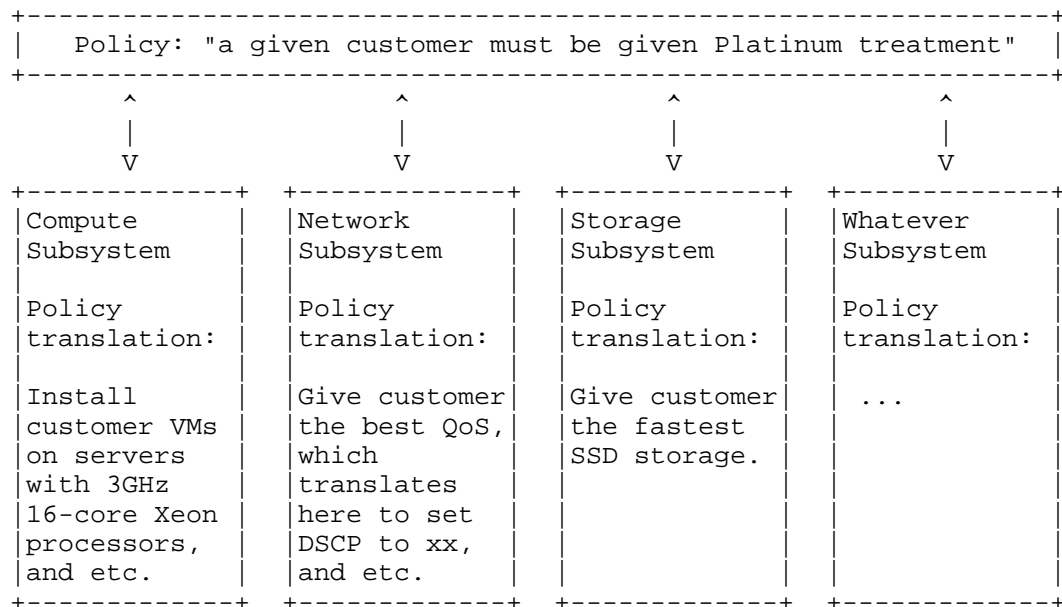 Policy: "a given customer must be given Platinum treatment"
Compute
Subsystem
Policy
translation:
Install
customer VMs
on servers
with 3GHz
16-core Xeon
processors,
and etc.
Network
Subsystem
Policy
translation:
Give customer
the best QoS,
which
translates
here to set
DSCP to xx,
and etc.
Storage
Subsystem
Policy
translation:
Give customer
the fastest
SSD storage.
Whatever
Subsystem
Policy
translation:
...